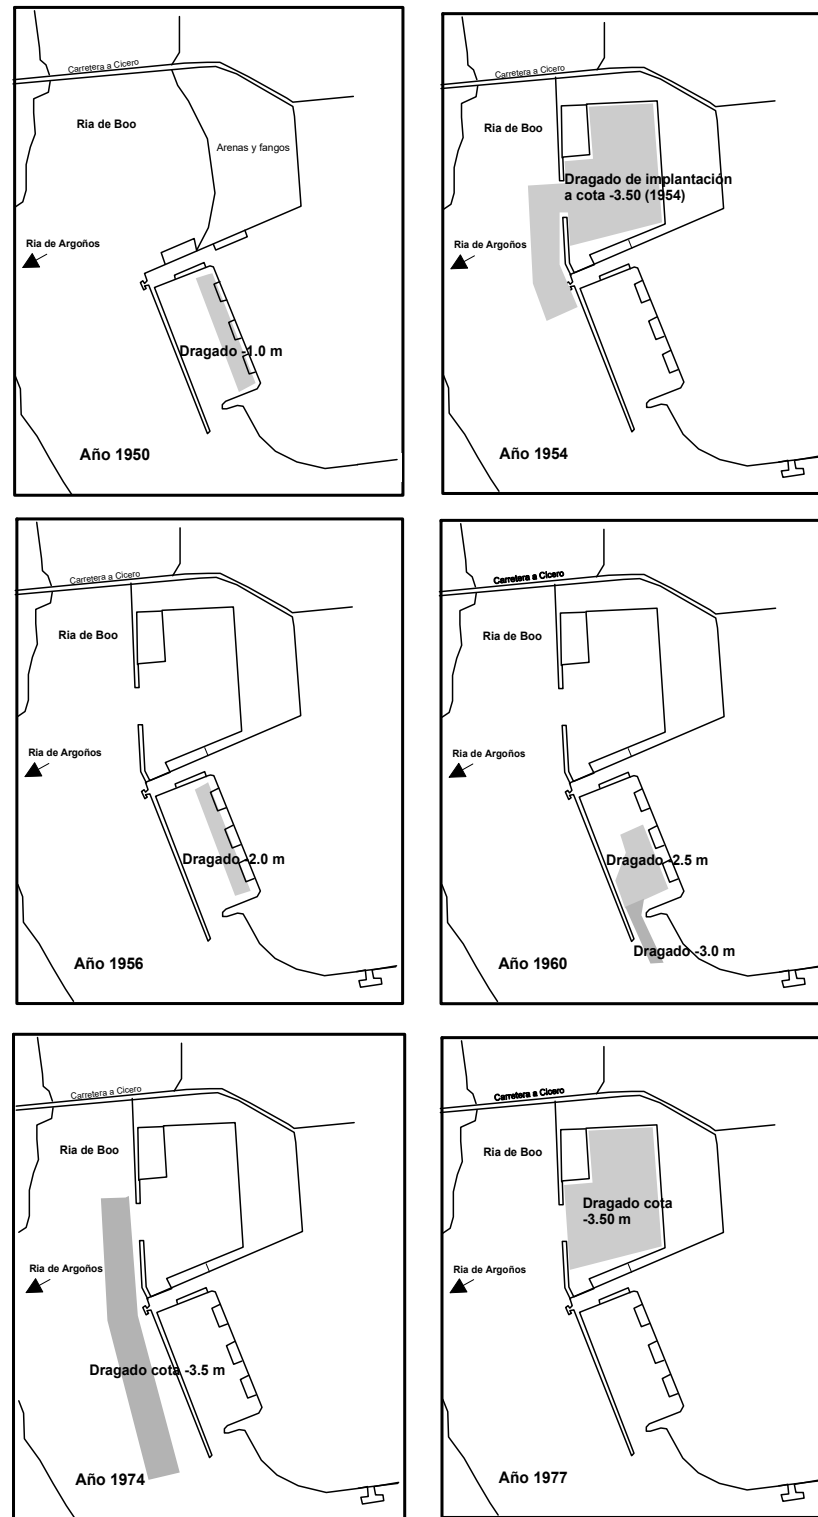 Carretera a Cicero
Ria de Boo
Arenas y fangos
Ria de Argoños
Dragado -1.0 m
Año 1950
Carretera a Cicero
Ria de Boo
Dragado de implantación
a cota -3.50 (1954)
Ria de Argoños
Año 1954
Carretera a Cicero
Ria de Boo
Ria de Argoños
Dragado -2.0 m
Año 1956
Carretera a Cicero
Ria de Boo
Ria de Argoños
Dragado -2.5 m
Dragado -3.0 m
Año 1960
Carretera a Cicero
Ria de Boo
Ria de Argoños
Dragado cota -3.5 m
Año 1974
Carretera a Cicero
Ria de Boo
Dragado cota
-3.50 m
Ria de Argoños
Año 1977